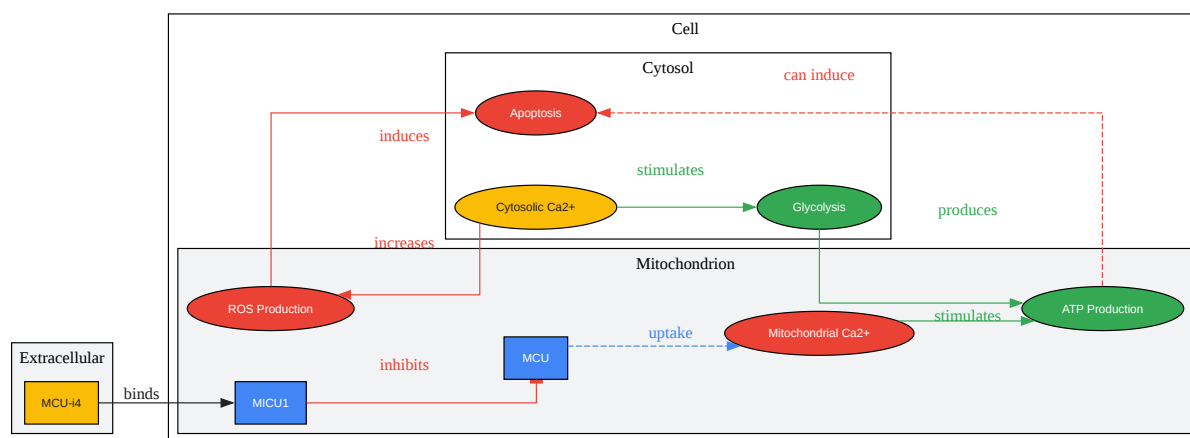 Cell
Cytosol
can induce
Apoptosis
induces
stimulates
Cytosolic Ca2+
Glycolysis
produces
increases
Mitochondrion
ROS Production
ATP Production
stimulates
Mitochondrial Ca2+
uptake
MCU
Extracellular
inhibits
MCU-i4
binds
MICU1